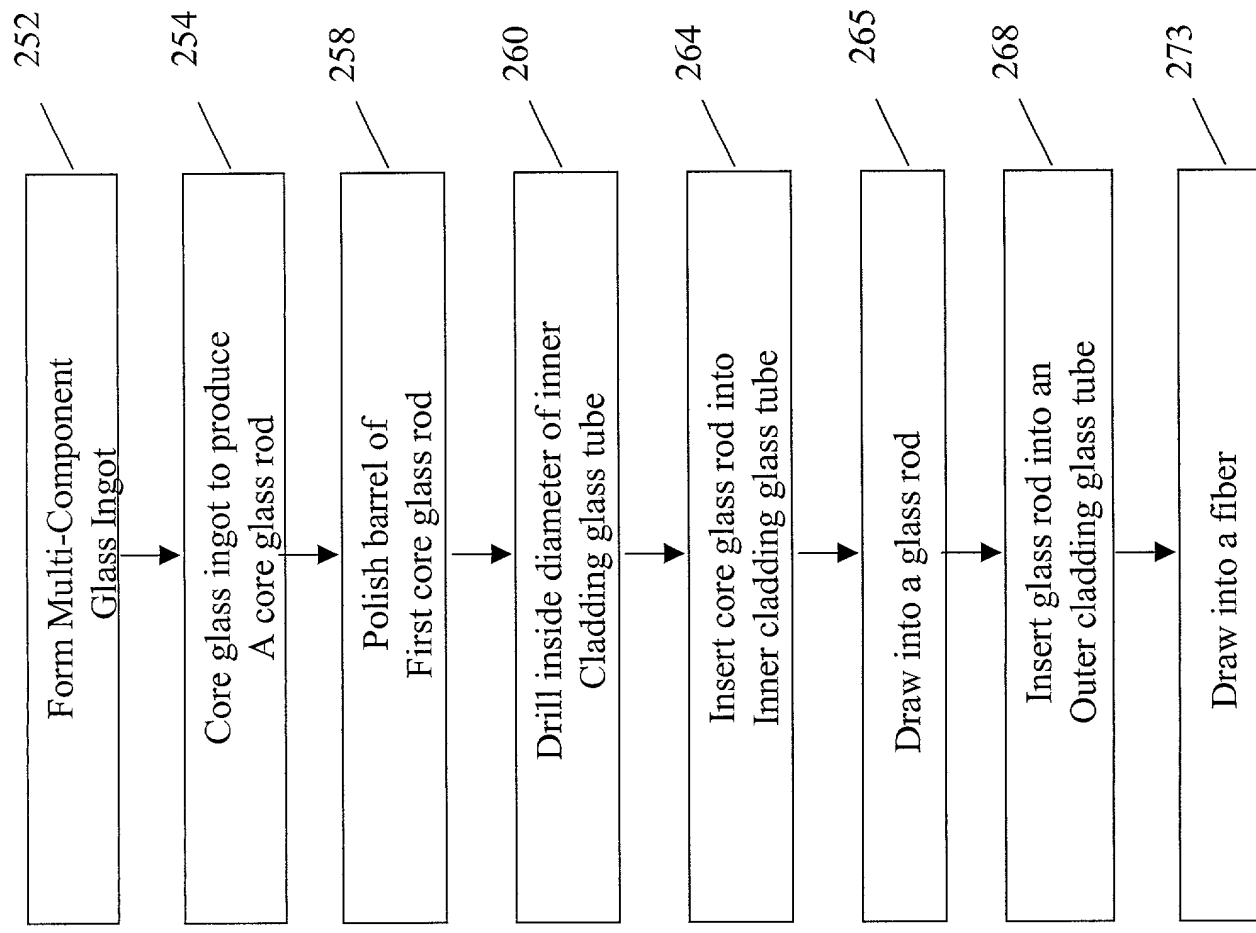 252
Form Multi-Component
Glass Ingot
254
Core glass ingot to produce
A core glass rod
258
Polish barrel of
First core glass rod
260
Drill inside diameter of inner
Cladding glass tube
264
Insert core glass rod into
Inner cladding glass tube
265
Draw into a glass rod
268
Insert glass rod into an
Outer cladding glass tube
273
Draw into a fiber